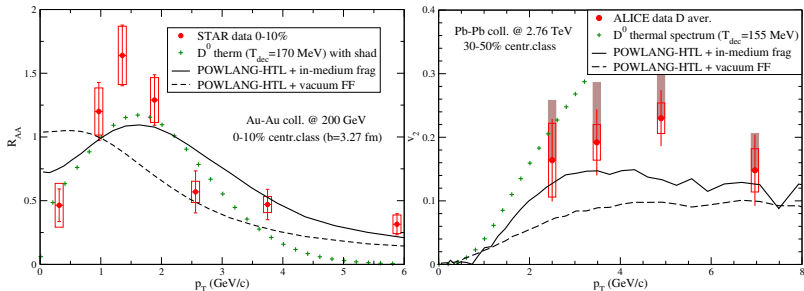 2
1.5
1
0.5
0
R_AA
STAR data 0-10%
D^0 therm (T_dec=170 MeV) with shad
POWLANG-HTL + in-medium frag
POWLANG-HTL + vacuum FF
Au-Au coll. @ 200 GeV
0-10% centr.class (b=3.27 fm)
0 1 2 3 4 5 6
p_T (GeV/c)
0.4
0.3
0.2
0.1
0
v_2
Pb-Pb coll. @ 2.76 TeV
30-50% centr.class
ALICE data D aver.
D^0 thermal spectrum (T_dec=155 MeV)
POWLANG-HTL + in-medium frag
POWLANG-HTL + vacuum FF
0 2 4 6 8
p_T (GeV/c)